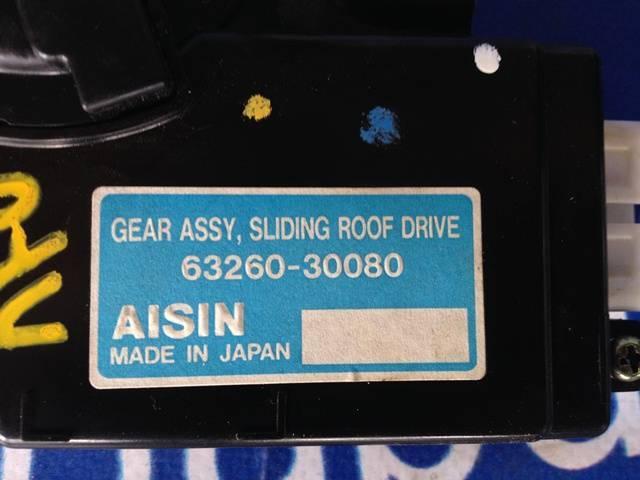 GEAR ASSY, SLIDING ROOF DRIVE
63260-30080
AISIN
MADE IN JAPAN